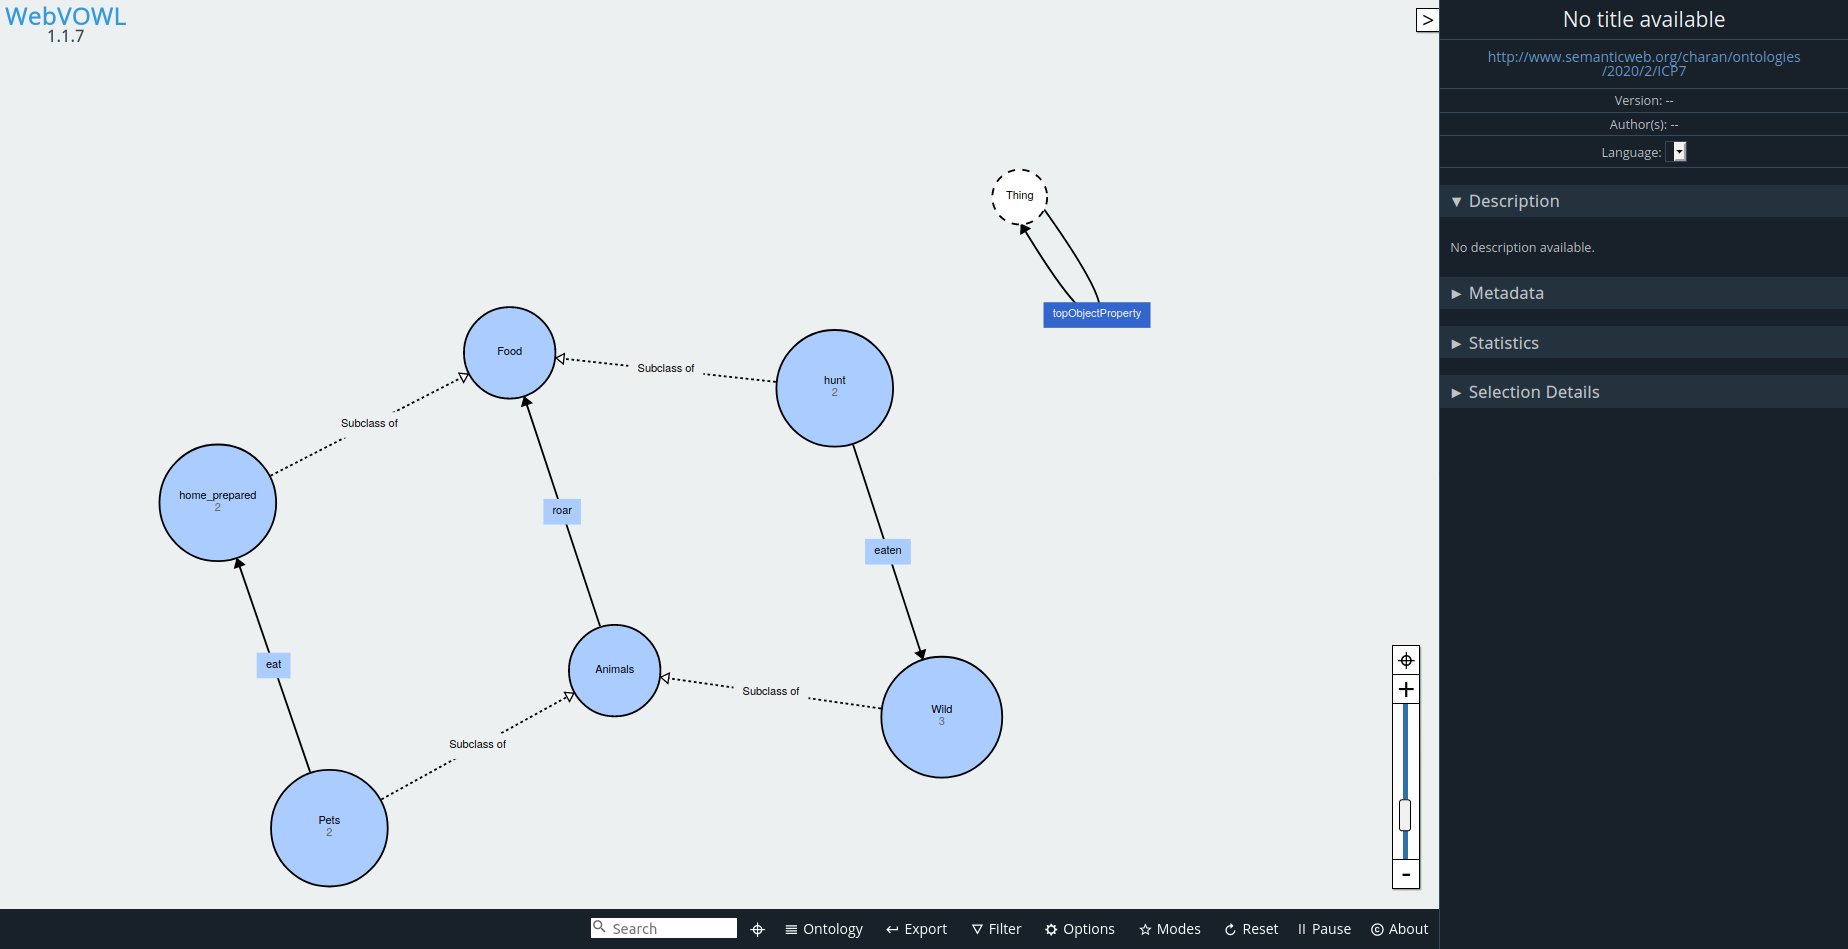 WebVOWL
1.1.7
>
No title available
http://www.semanticweb.org/charan/ontologies
/2020/2/ICP7
Version: --
Author(s): --
Language:
▼ Description
No description available.
► Metadata
► Statistics
► Selection Details
Thing
topObjectProperty
Food
Subclass of
hunt
2
Subclass of
home_prepared
2
roar
eaten
eat
Animals
Subclass of
Wild
3
Subclass of
Pets
2
+
-
Search
Ontology
Export
Filter
Options
Modes
Reset
Pause
© About